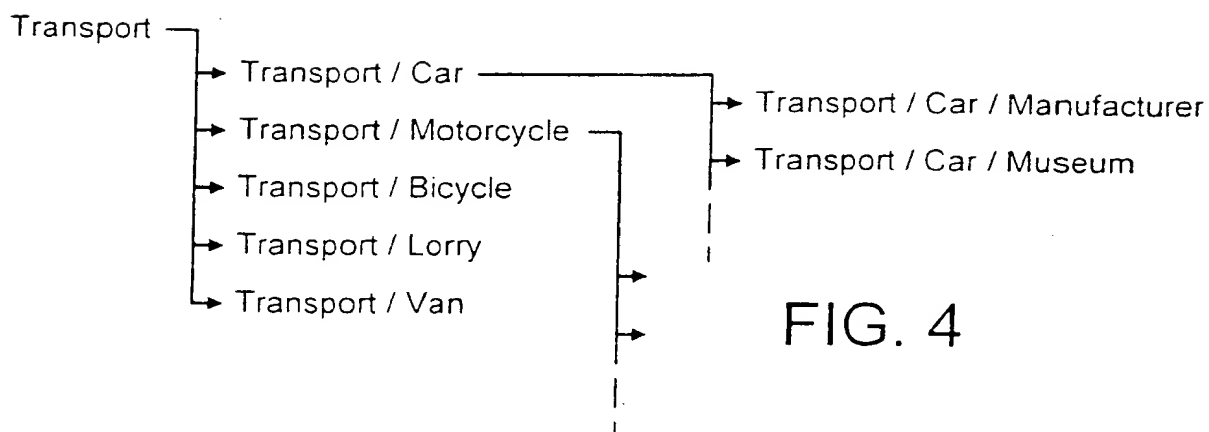 Transport
Transport / Car
Transport / Car / Manufacturer
Transport / Motorcycle
Transport / Car / Museum
Transport / Bicycle
Transport / Lorry
Transport / Van
FIG. 4